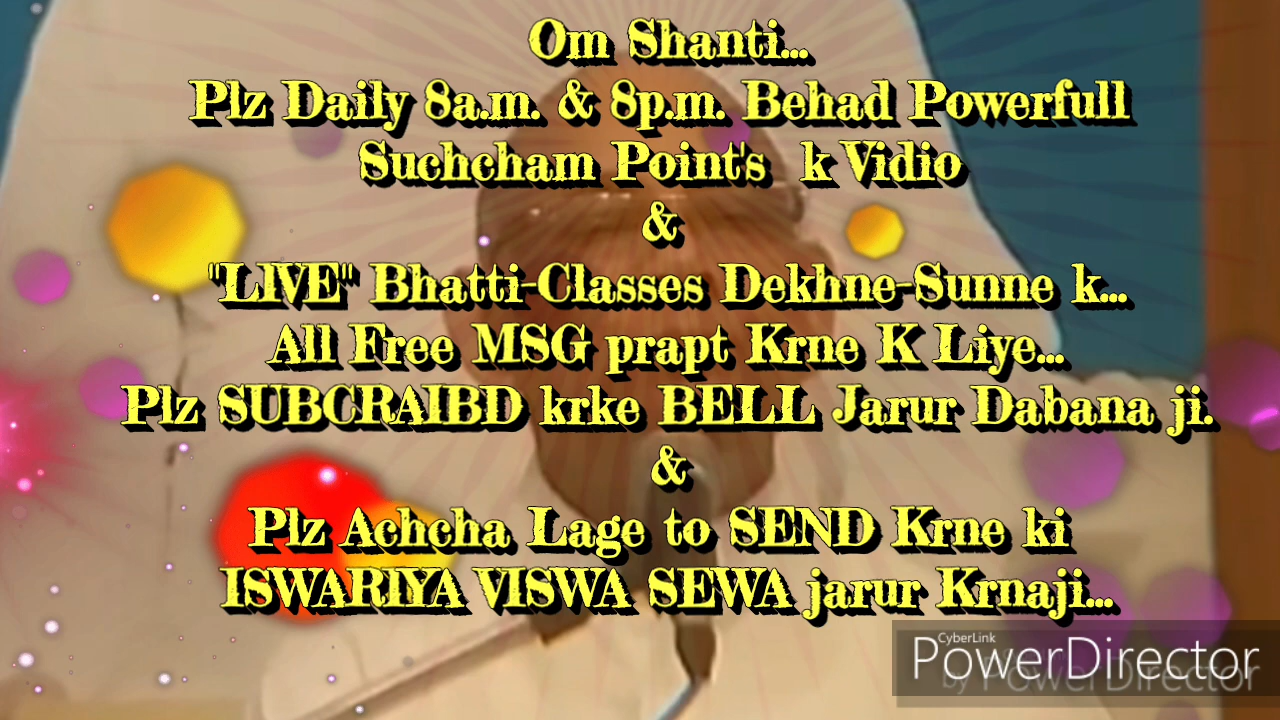 Om Shanti...
Plz Daily 8a.m. & 8p.m. Behad Powerfull
Suchcham Point's k Vidio
&
"LIVE" Bhatti-Classes Dekhne-Sunne k...
All Free MSG prapt Krne K Liye...
Plz SUBCRAIBD krke BELL Jarur Dabana ji.
&
Plz Achcha Lage to SEND Krne ki
ISWARIYA VISWA SEWA jarur Krnaji...
CyberLink
PowerDirector
by PowerDirector